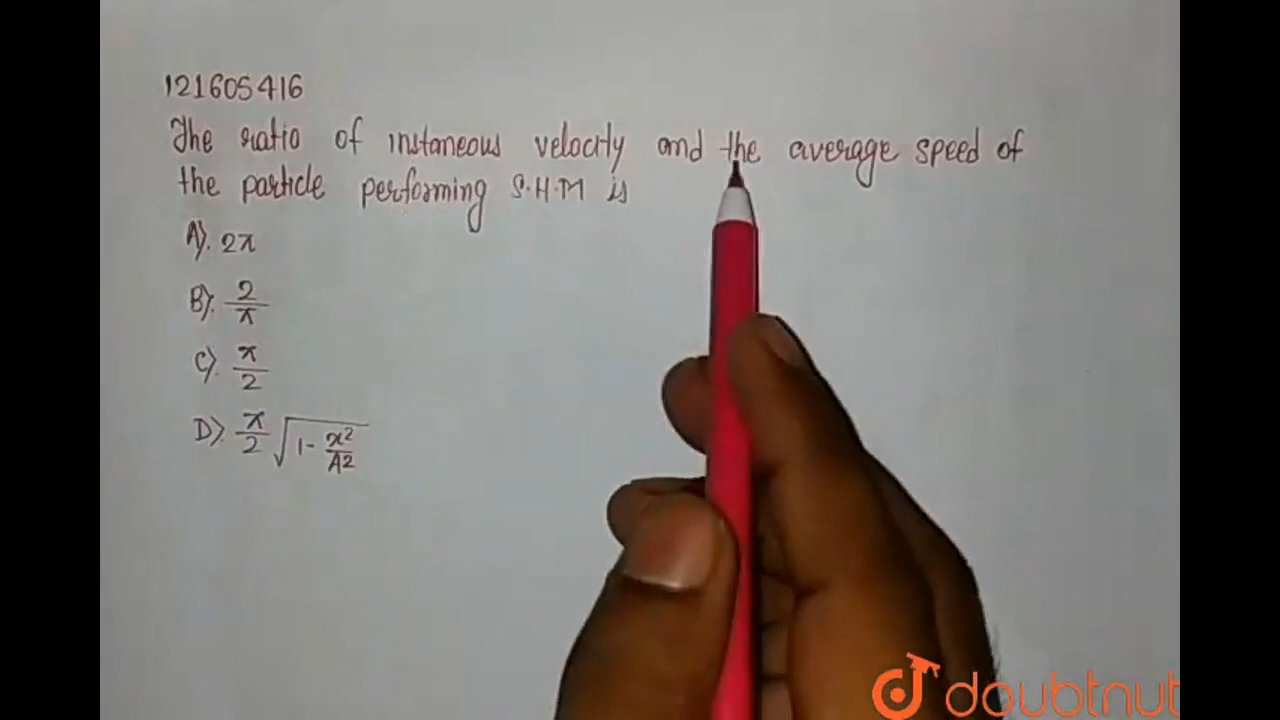 121605416
The ratio of instaneous velocity and the average speed of
the particle performing S.H.M is
A). 2π
B). 2/π
C). π/2
D). π/2 √(1 - x²/A²)
doubtnut